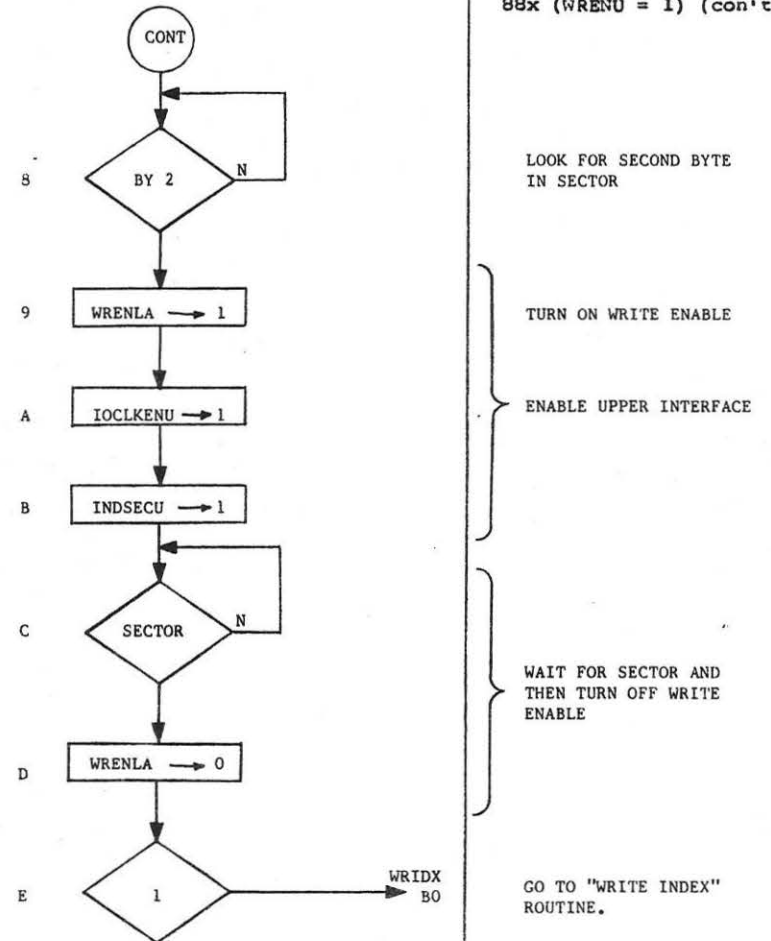 88x (WRENU = 1) (con't
CONT
8
BY 2
N
LOOK FOR SECOND BYTE
IN SECTOR
9
WRENLA → 1
TURN ON WRITE ENABLE
A
IOCLKENU → 1
ENABLE UPPER INTERFACE
B
INDSECU → 1
C
SECTOR
N
WAIT FOR SECTOR AND
THEN TURN OFF WRITE
ENABLE
D
WRENLA → 0
E
1
WRIDX
B0
GO TO "WRITE INDEX"
ROUTINE.